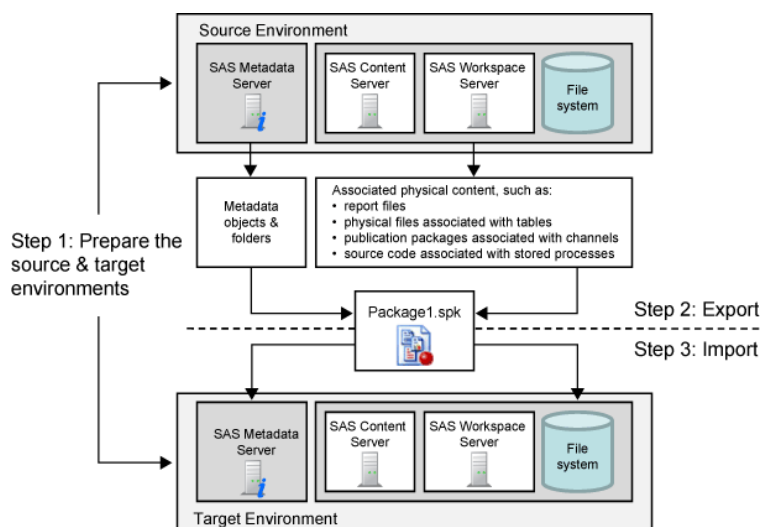 Source Environment
SAS Metadata
Server
SAS Content
Server
SAS Workspace
Server
File
system
Metadata
objects &
folders
Associated physical content, such as:
• report files
• physical files associated with tables
• publication packages associated with channels
• source code associated with stored processes
Step 1: Prepare the
source & target
environments
Package1.spk
Step 2: Export
Step 3: Import
SAS Metadata
Server
SAS Content
Server
SAS Workspace
Server
File
system
Target Environment